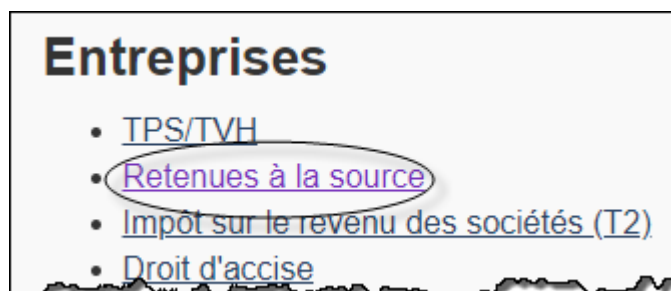 Entreprises
TPS/TVH
Retenues à la source
Impôt sur le revenu des sociétés (T2)
Droit d'accise